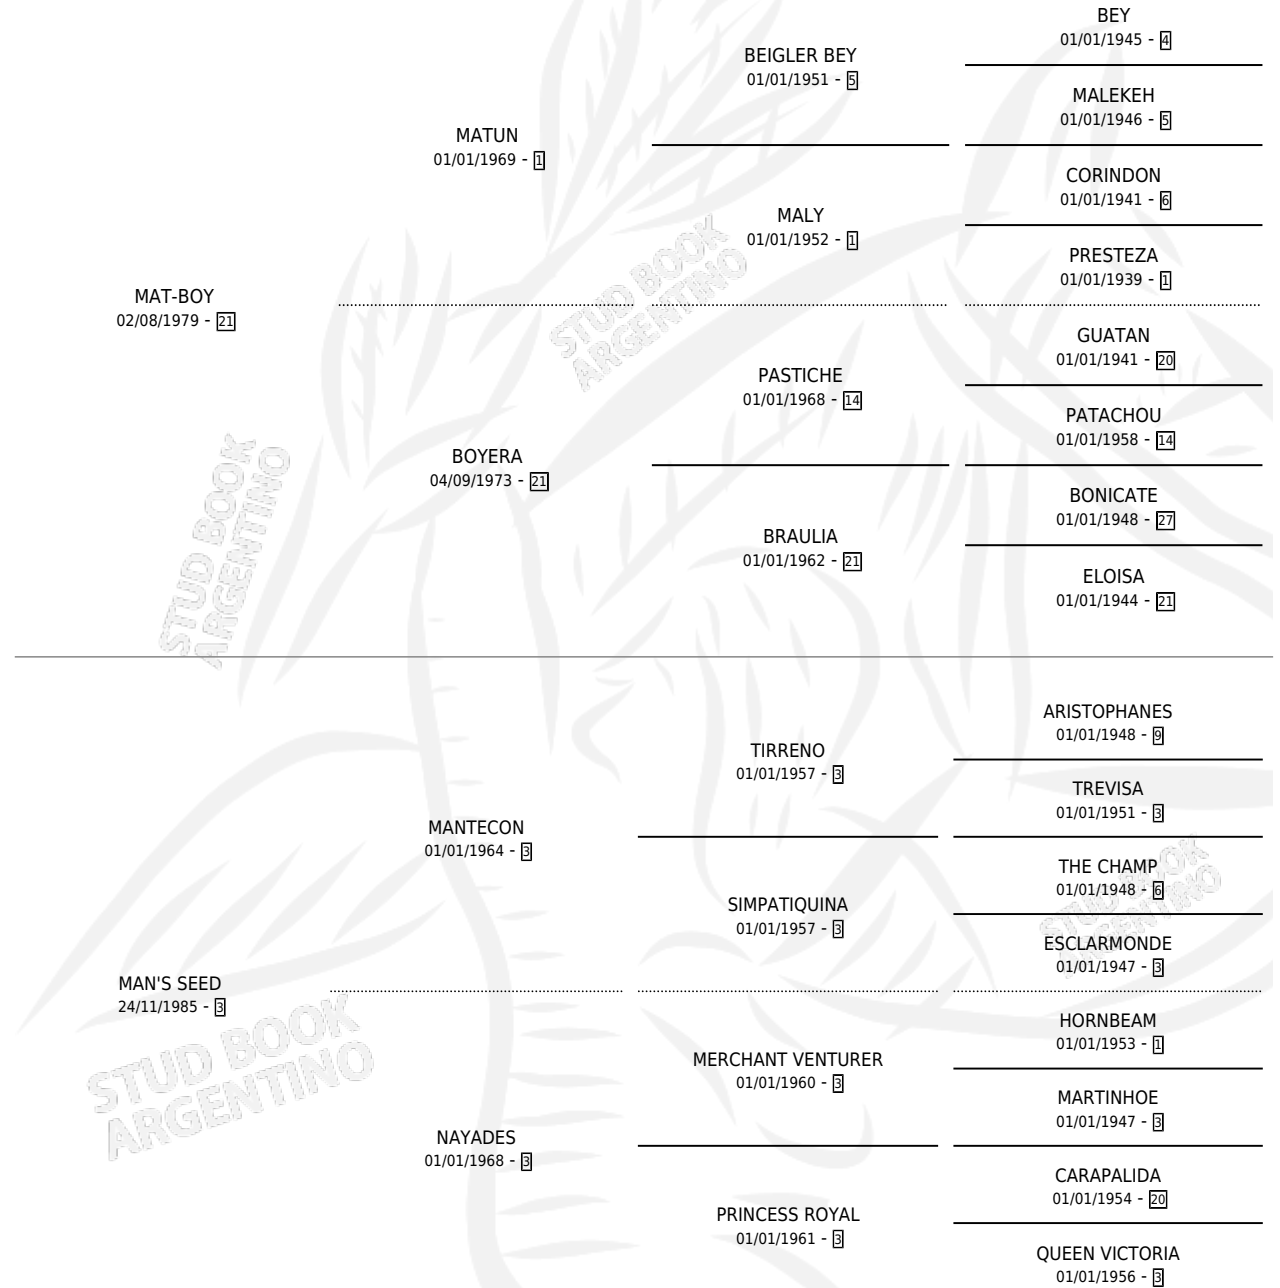 BEY
01/01/1945 - 4
BEIGLER BEY
01/01/1951 - 5
MALEKEH
01/01/1946 - 5
MATUN
01/01/1969 - 1
CORINDON
01/01/1941 - 6
MALY
01/01/1952 - 1
PRESTEZA
01/01/1939 - 1
MAT-BOY
02/08/1979 - 21
GUATAN
01/01/1941 - 20
PASTICHE
01/01/1968 - 14
PATACHOU
01/01/1958 - 14
BOYERA
04/09/1973 - 21
BONICATE
01/01/1948 - 27
BRAULIA
01/01/1962 - 21
ELOISA
01/01/1944 - 21
ARISTOPHANES
01/01/1948 - 9
TIRRENO
01/01/1957 - 3
TREVISA
01/01/1951 - 3
MANTECON
01/01/1964 - 3
THE CHAMP
01/01/1948 - 6
SIMPATIQUINA
01/01/1957 - 3
ESCLARMONDE
01/01/1947 - 3
MAN'S SEED
24/11/1985 - 3
HORNBEAM
01/01/1953 - 1
MERCHANT VENTURER
01/01/1960 - 3
MARTINHOE
01/01/1947 - 3
NAYADES
01/01/1968 - 3
CARAPALIDA
01/01/1954 - 20
PRINCESS ROYAL
01/01/1961 - 3
QUEEN VICTORIA
01/01/1956 - 3
STUD BOOK
ARGENTINO
STUD BOOK
ARGENTINO
STUD BOOK
ARGENTINO
STUD BOOK
ARGENTINO